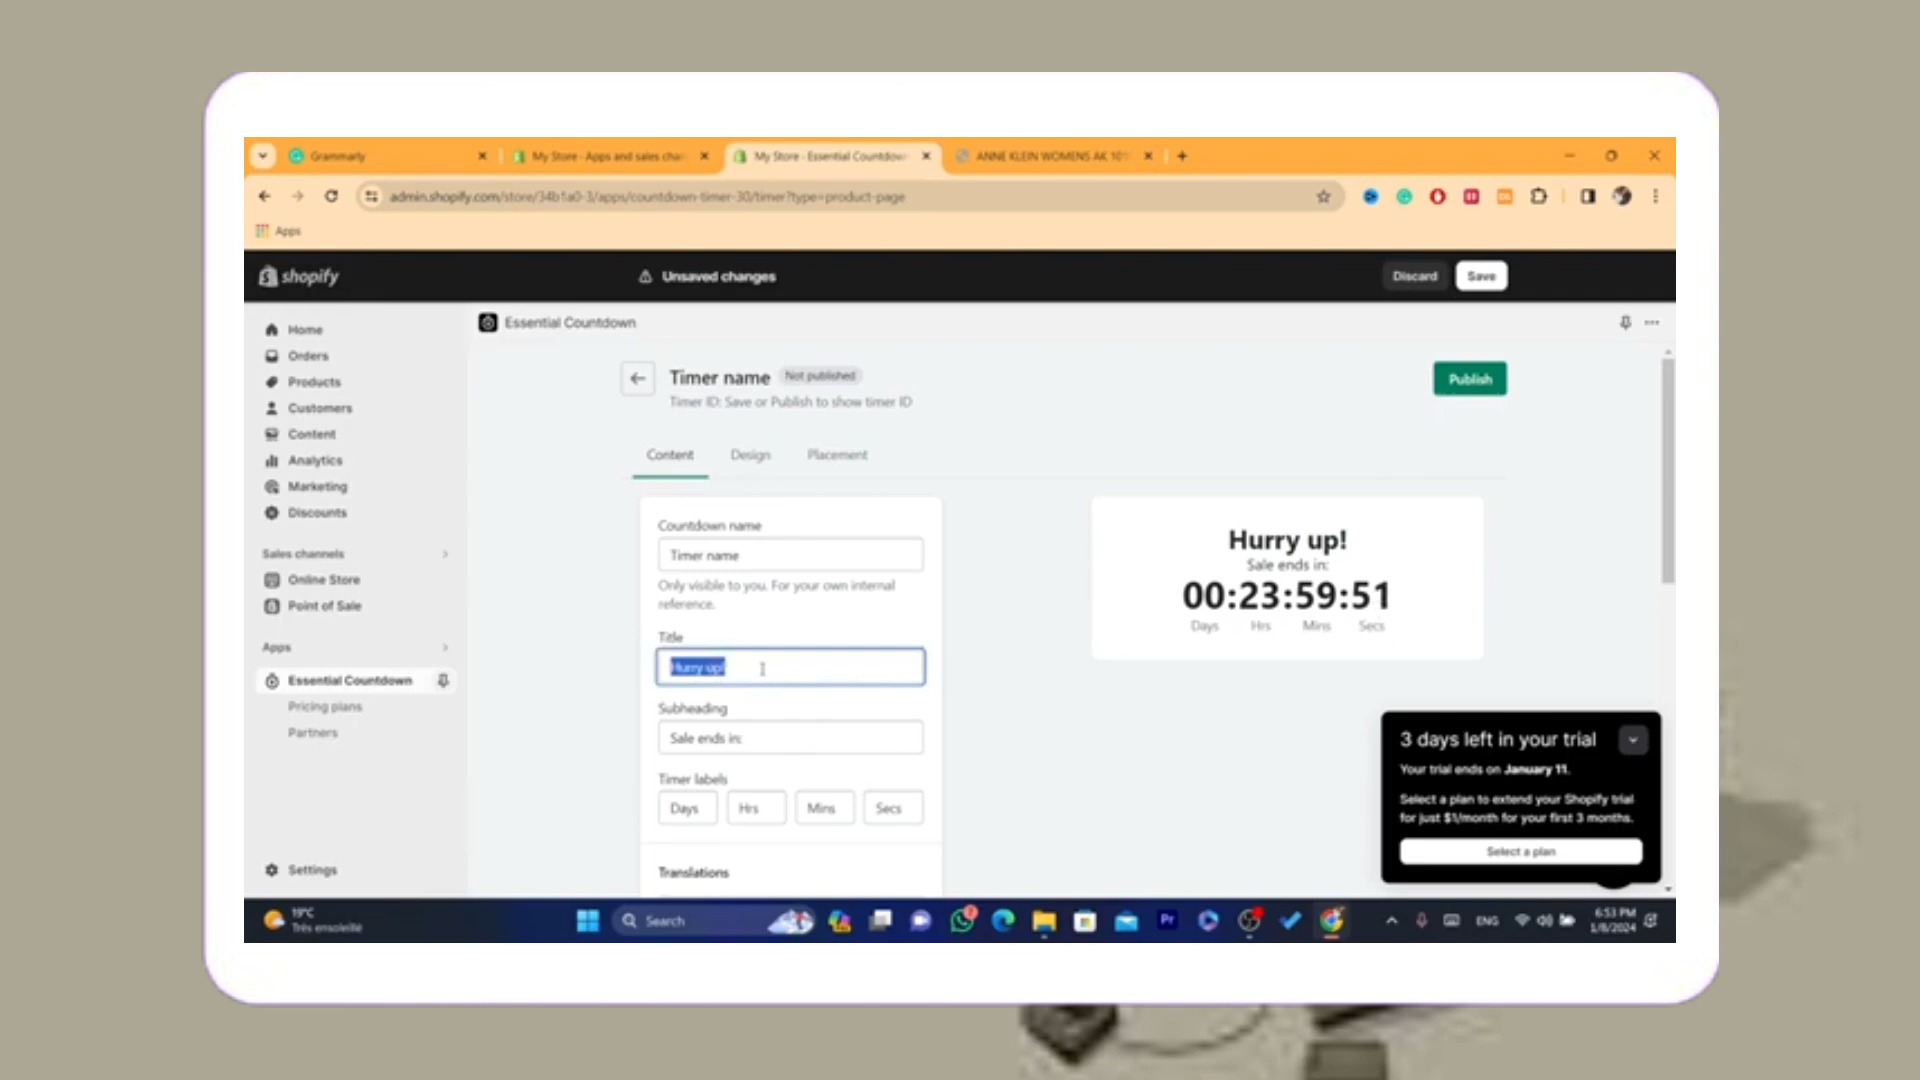 Grammarly
My Store - Apps and sales chan
My Store - Essential Countdow
ANNE KLEIN WOMENS AK 10
admin.shopify.com/store/34b1a0-3/apps/countdown-timer-30/timer?type=product-page
Apps
shopify
Unsaved changes
Discard
Save
Home
Orders
Products
Customers
Content
Analytics
Marketing
Discounts
Sales channels
Online Store
Point of Sale
Apps
Essential Countdown
Pricing plans
Partners
Settings
Essential Countdown
Timer name
Not published
Timer ID: Save or Publish to show timer ID
Publish
Content
Design
Placement
Countdown name
Timer name
Only visible to you. For your own internal
reference.
Title
Hurry up!
Subheading
Sale ends in:
Timer labels
Days
Hrs
Mins
Secs
Translations
Hurry up!
Sale ends in:
00:23:59:51
Days
Hrs
Mins
Secs
3 days left in your trial
Your trial ends on January 11.
Select a plan to extend your Shopify trial
for just $1/month for your first 3 months.
Select a plan
19°C
Très ensoleillé
Search
Pr
ENG
6:53 PM
1/8/2024